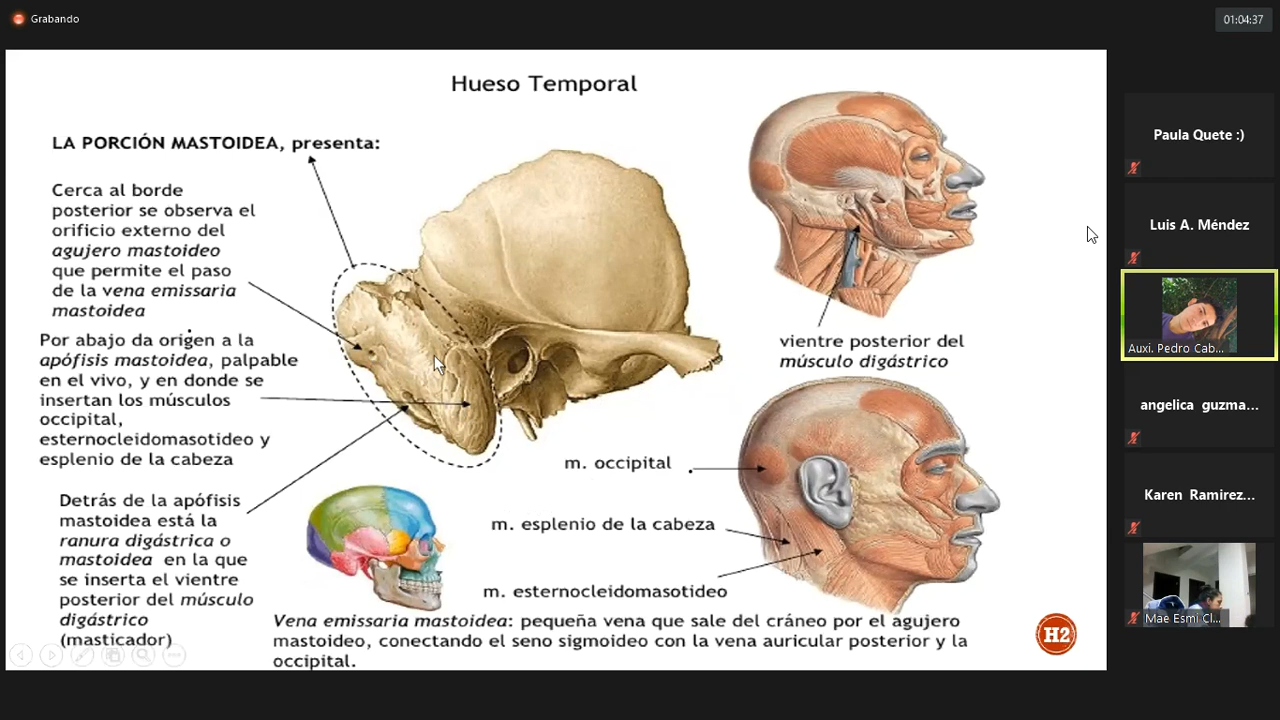 Grabando
01:04:37
Hueso Temporal
LA PORCIÓN MASTOIDEA, presenta:
Cerca al borde
posterior se observa el
orificio externo del
agujero mastoideo
que permite el paso
de la vena emissaria
mastoidea
Por abajo da origen a la
apófisis mastoidea, palpable
en el vivo, y en donde se
insertan los músculos
occipital,
esternocleidomasotideo y
esplenio de la cabeza
Detrás de la apófisis
mastoidea está la
ranura digástrica o
mastoidea en la que
se inserta el vientre
posterior del músculo
digástico
(masticador)
vientre posterior del
músculo digástrico
m. occipital
m. esplenio de la cabeza
m. esternocleidomasotideo
Vena emissaria mastoidea: pequeña vena que sale del cráneo por el agujero
mastoideo, conectando el seno sigmoideo con la vena auricular posterior y la
occipital.
H2
Paula Quete :)
Luis A. Méndez
Auxi. Pedro Cab...
angelica guzma...
Karen Ramirez...
Mae Esmi Cl...